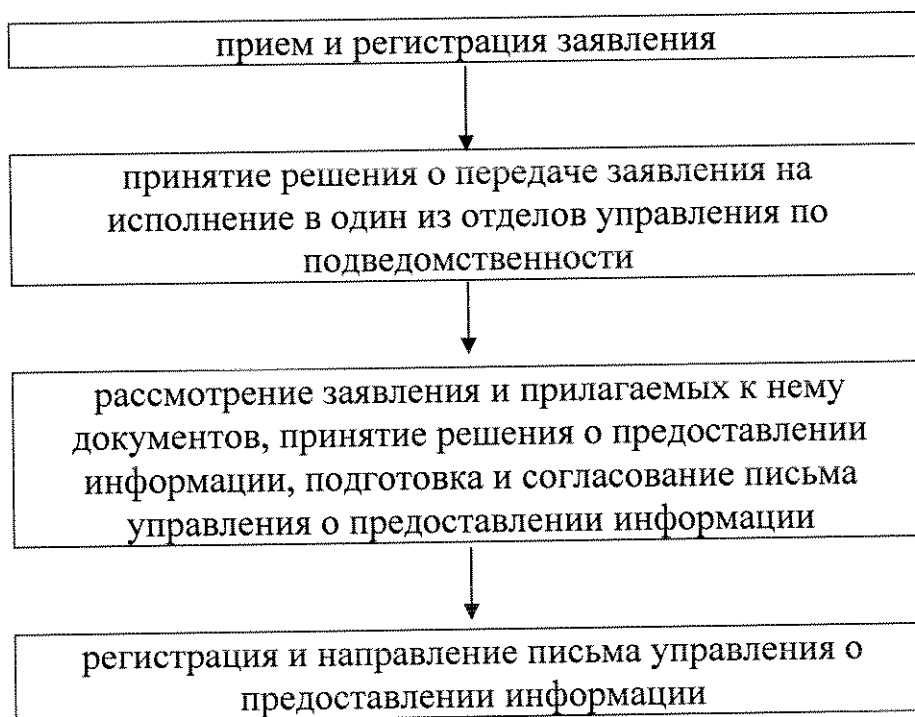 прием и регистрация заявления
принятие решения о передаче заявления на
исполнение в один из отделов управления по
подведомственности
рассмотрение заявления и прилагаемых к нему
документов, принятие решения о предоставлении
информации, подготовка и согласование письма
управления о предоставлении информации
регистрация и направление письма управления о
предоставлении информации